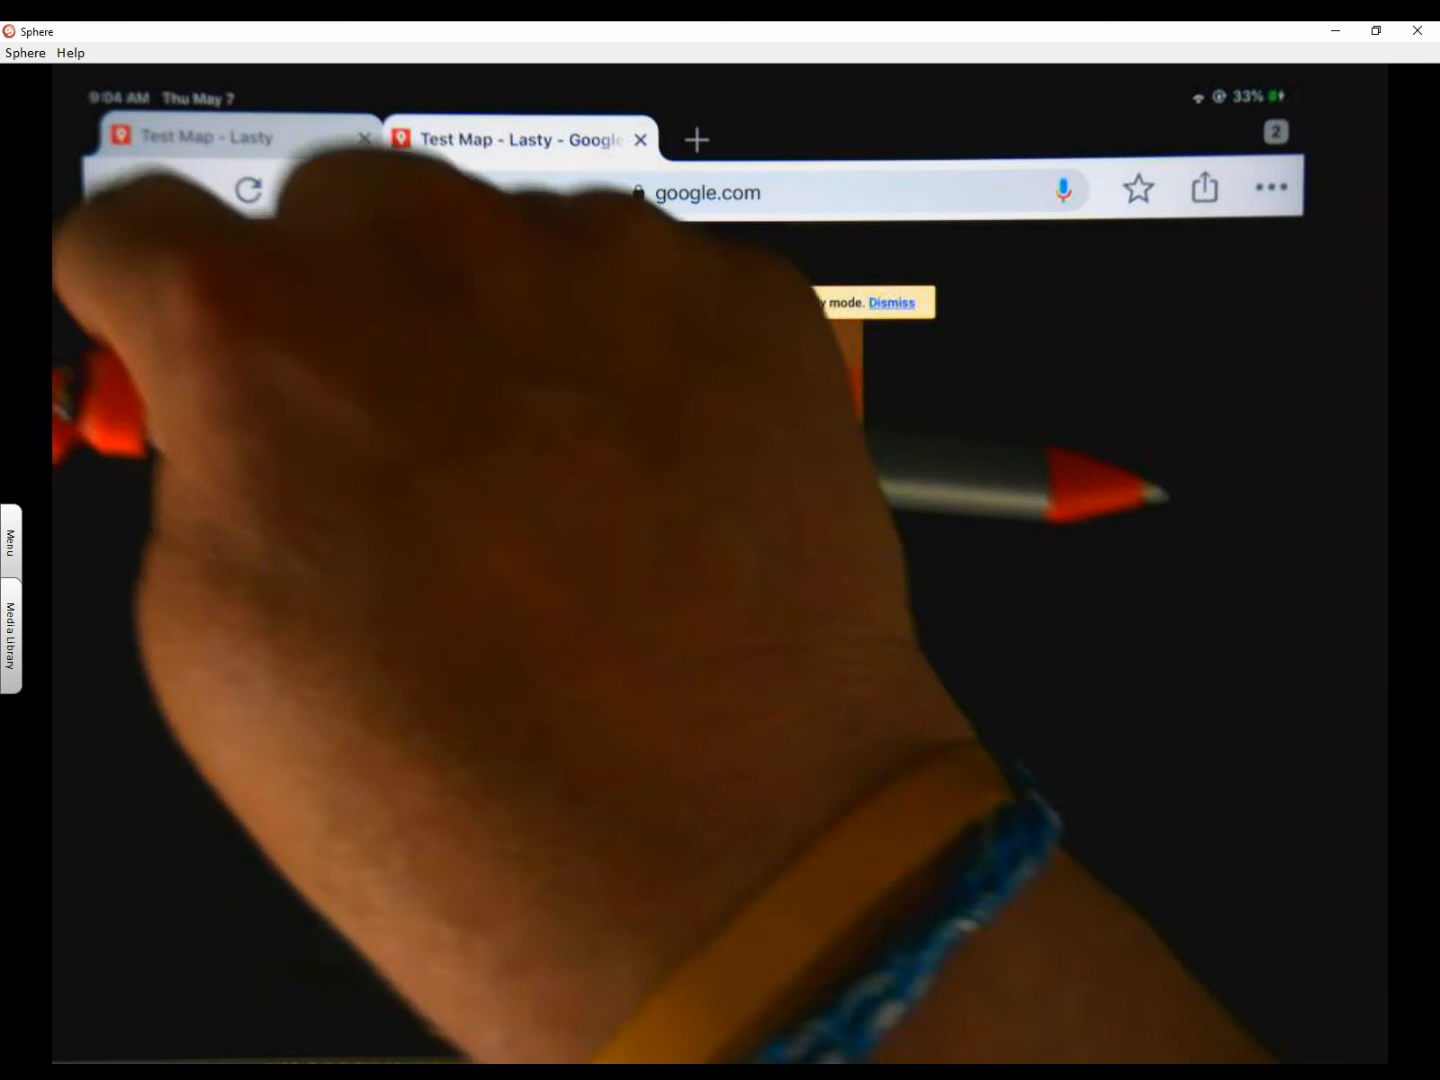 Sphere
Sphere Help
9:04 AM Thu May 7
33%
Test Map - Lasty
Test Map - Lasty - Google
2
google.com
mode. Dismiss
Menu
Media Library